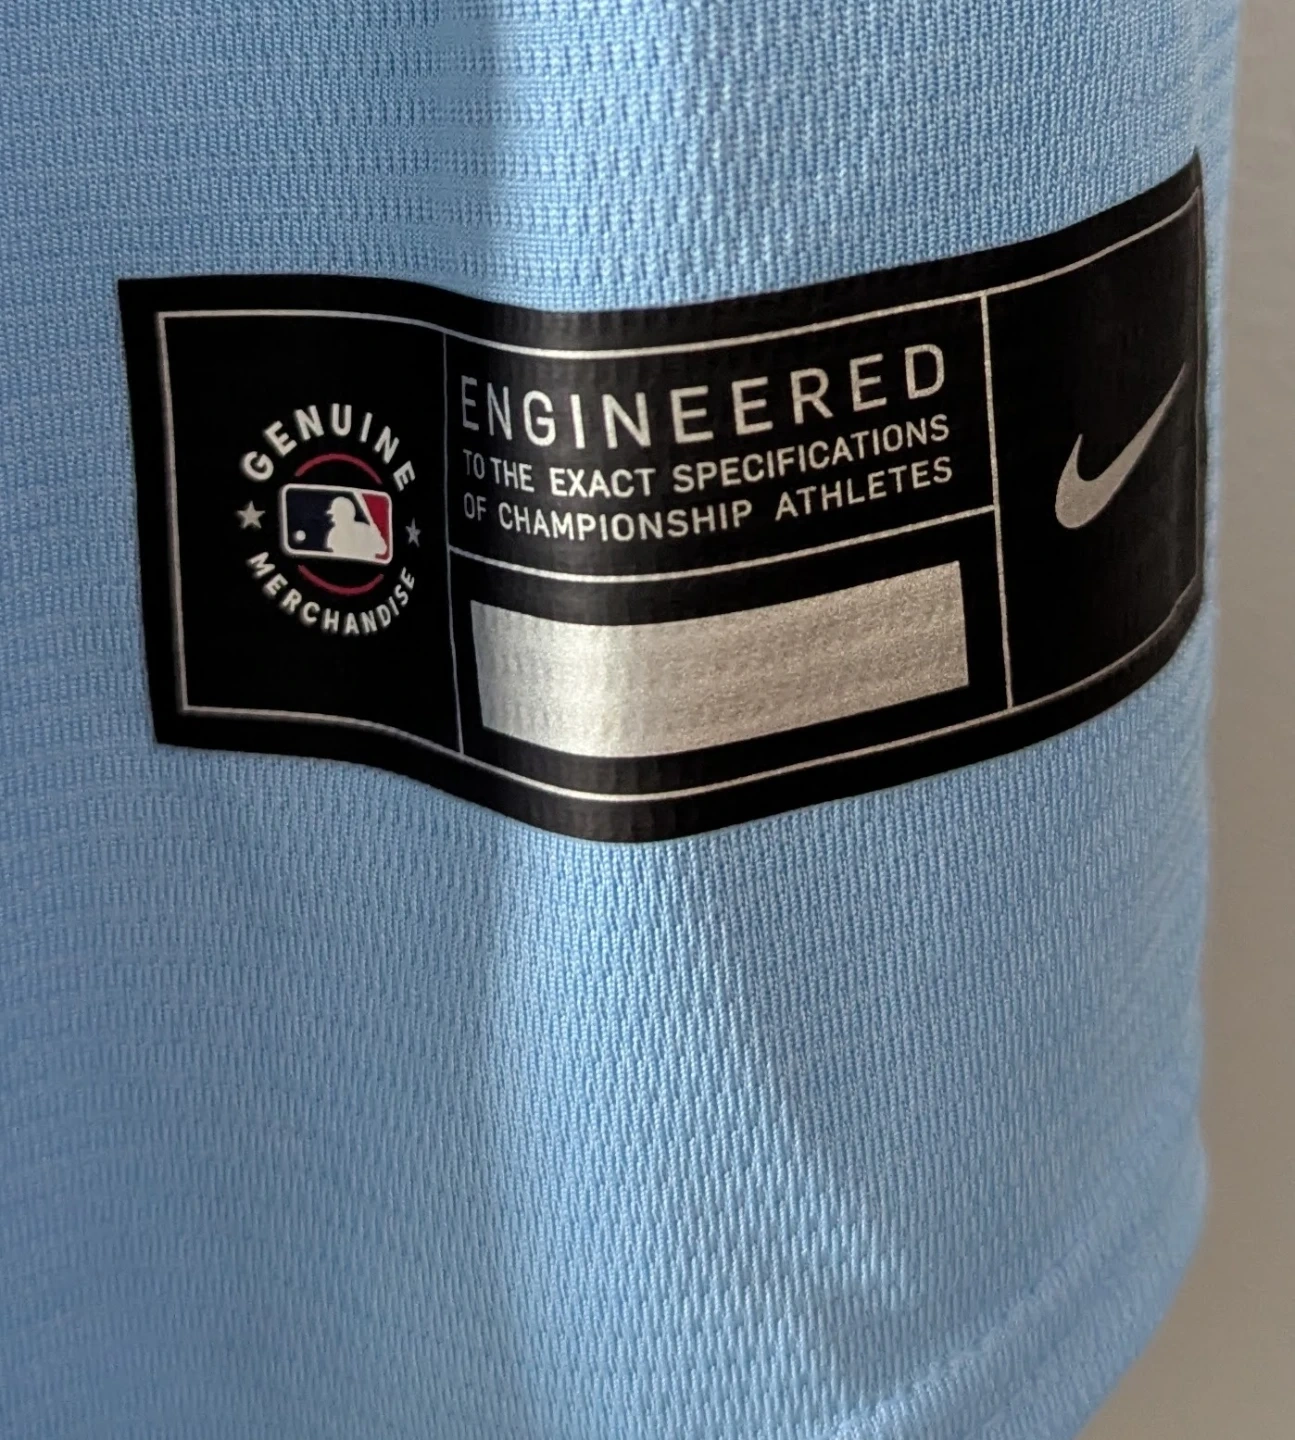 GENUINE
MERCHANDISE
ENGINEERED
TO THE EXACT SPECIFICATIONS
OF CHAMPIONSHIP ATHLETES